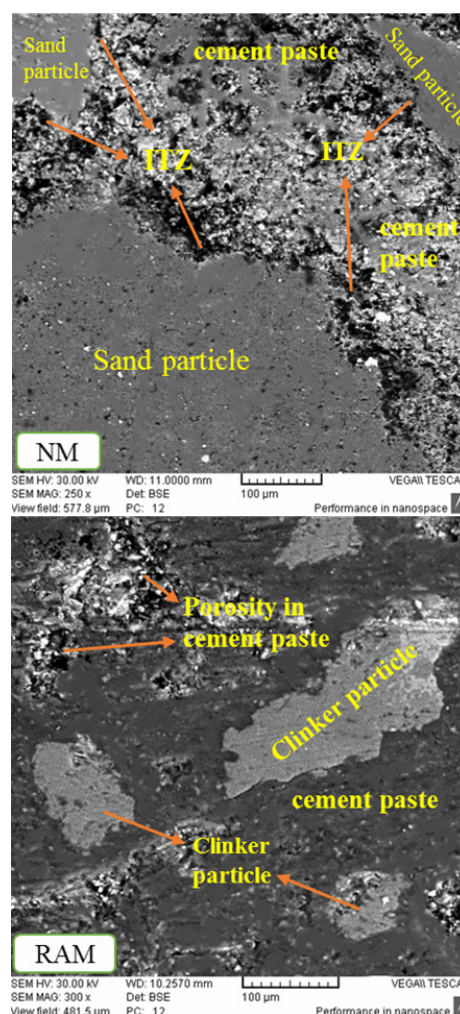 Sand
particle
cement paste
Sand particle
ITZ
ITZ
cement
paste
Sand particle
NM
SEM HV: 30.00 kV WD: 11.0000 mm VEGA\\ TESCA
SEM MAG: 250 x Det: BSE 100 µm
View field: 577.8 µm PC: 12 Performance in nanospace
Porosity in
cement paste
Clinker particle
cement paste
Clinker
particle
RAM
SEM HV: 30.00 kV WD: 10.2570 mm VEGA\\ TESCA
SEM MAG: 300 x Det: BSE 100 µm
View field: 481.5 µm PC: 12 Performance in nanospace